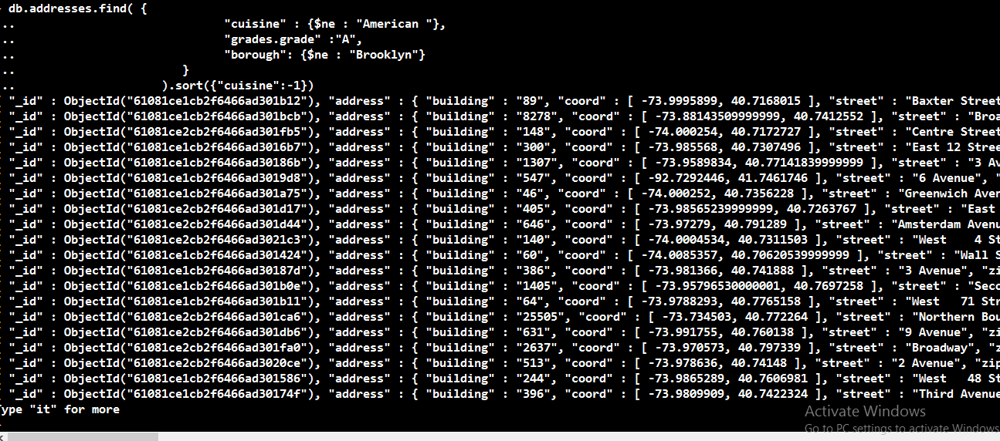 db.addresses.find( {
.. "cuisine" : {$ne : "American "},
.. "grades.grade" :"A",
.. "borough": {$ne : "Brooklyn"}
.. }
.. ).sort({"cuisine":-1})
"_id" : ObjectId("61081ce1cb2f6466ad301b12"), "address" : { "building" : "89", "coord" : [ -73.9995899, 40.7168015 ], "street" : "Baxter Street
"_id" : ObjectId("61081ce1cb2f6466ad301bcb"), "address" : { "building" : "8278", "coord" : [ -73.88143509999999, 40.7412552 ], "street" : "Broa
"_id" : ObjectId("61081ce2cb2f6466ad301fb5"), "address" : { "building" : "148", "coord" : [ -74.000254, 40.7172727 ], "street" : "Centre Street
"_id" : ObjectId("61081ce1cb2f6466ad3016b7"), "address" : { "building" : "300", "coord" : [ -73.985568, 40.7307496 ], "street" : "East 12 Stree
"_id" : ObjectId("61081ce1cb2f6466ad30186b"), "address" : { "building" : "1307", "coord" : [ -73.9589834, 40.77141839999999 ], "street" : "3 Av
"_id" : ObjectId("61081ce1cb2f6466ad3019d8"), "address" : { "building" : "547", "coord" : [ -92.7292446, 41.7461746 ], "street" : "6 Avenue", "
"_id" : ObjectId("61081ce1cb2f6466ad301a75"), "address" : { "building" : "46", "coord" : [ -74.000252, 40.7356228 ], "street" : "Greenwich Aven
"_id" : ObjectId("61081ce2cb2f6466ad301d17"), "address" : { "building" : "405", "coord" : [ -73.98565239999999, 40.7263767 ], "street" : "East
"_id" : ObjectId("61081ce2cb2f6466ad301d44"), "address" : { "building" : "646", "coord" : [ -73.97279, 40.791289 ], "street" : "Amsterdam Avenu
"_id" : ObjectId("61081ce2cb2f6466ad3021c3"), "address" : { "building" : "140", "coord" : [ -74.0004534, 40.7311503 ], "street" : "West   4 St
"_id" : ObjectId("61081ce1cb2f6466ad301424"), "address" : { "building" : "60", "coord" : [ -74.0085357, 40.70620539999999 ], "street" : "Wall S
"_id" : ObjectId("61081ce1cb2f6466ad30187d"), "address" : { "building" : "386", "coord" : [ -73.981366, 40.741888 ], "street" : "3 Avenue", "zi
"_id" : ObjectId("61081ce1cb2f6466ad301b0e"), "address" : { "building" : "1405", "coord" : [ -73.95796530000001, 40.7697258 ], "street" : "Seco
"_id" : ObjectId("61081ce1cb2f6466ad301b11"), "address" : { "building" : "64", "coord" : [ -73.9788293, 40.7765158 ], "street" : "West   71 Str
"_id" : ObjectId("61081ce2cb2f6466ad301ca6"), "address" : { "building" : "25505", "coord" : [ -73.734503, 40.772264 ], "street" : "Northern Bou
"_id" : ObjectId("61081ce2cb2f6466ad301db6"), "address" : { "building" : "631", "coord" : [ -73.991755, 40.760138 ], "street" : "9 Avenue", "zi
"_id" : ObjectId("61081ce2cb2f6466ad301fa0"), "address" : { "building" : "2637", "coord" : [ -73.970573, 40.797339 ], "street" : "Broadway", "z
"_id" : ObjectId("61081ce2cb2f6466ad3020ce"), "address" : { "building" : "513", "coord" : [ -73.978636, 40.74148 ], "street" : "2 Avenue", "zip
"_id" : ObjectId("61081ce1cb2f6466ad301586"), "address" : { "building" : "244", "coord" : [ -73.9865289, 40.7606981 ], "street" : "West   48 St
"_id" : ObjectId("61081ce1cb2f6466ad30174f"), "address" : { "building" : "396", "coord" : [ -73.9809909, 40.7422324 ], "street" : "Third Avenue
Type "it" for more
Activate Windows
Go to PC settings to activate Windows.